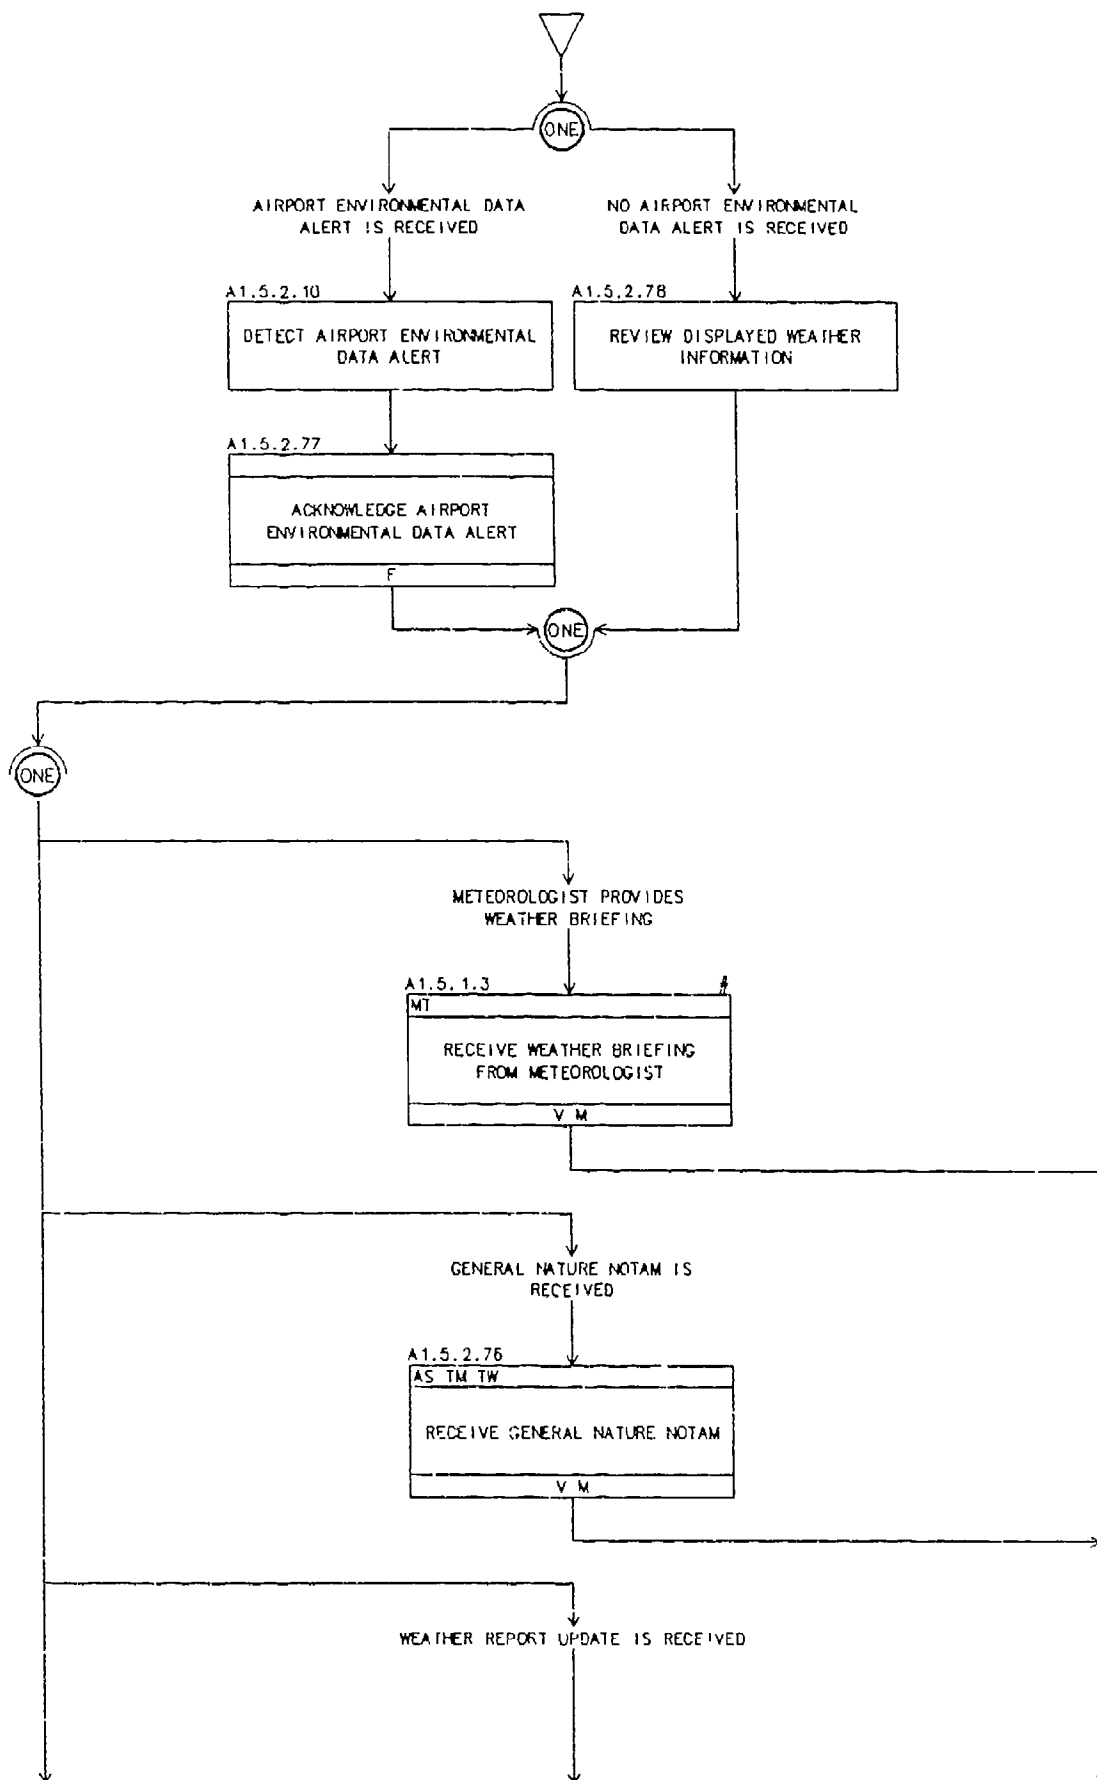 ONE
AIRPORT ENVIRONMENTAL DATA
ALERT IS RECEIVED
NO AIRPORT ENVIRONMENTAL
DATA ALERT IS RECEIVED
A1.5.2.10
DETECT AIRPORT ENVIRONMENTAL
DATA ALERT
A1.5.2.78
REVIEW DISPLAYED WEATHER
INFORMATION
A1.5.2.77
ACKNOWLEDGE AIRPORT
ENVIRONMENTAL DATA ALERT
F
ONE
ONE
METEOROLOGIST PROVIDES
WEATHER BRIEFING
A1.5.1.3 #
MT
RECEIVE WEATHER BRIEFING
FROM METEOROLOGIST
V M
GENERAL NATURE NOTAM IS
RECEIVED
A1.5.2.76
AS TM TW
RECEIVE GENERAL NATURE NOTAM
V M
WEATHER REPORT UPDATE IS RECEIVED